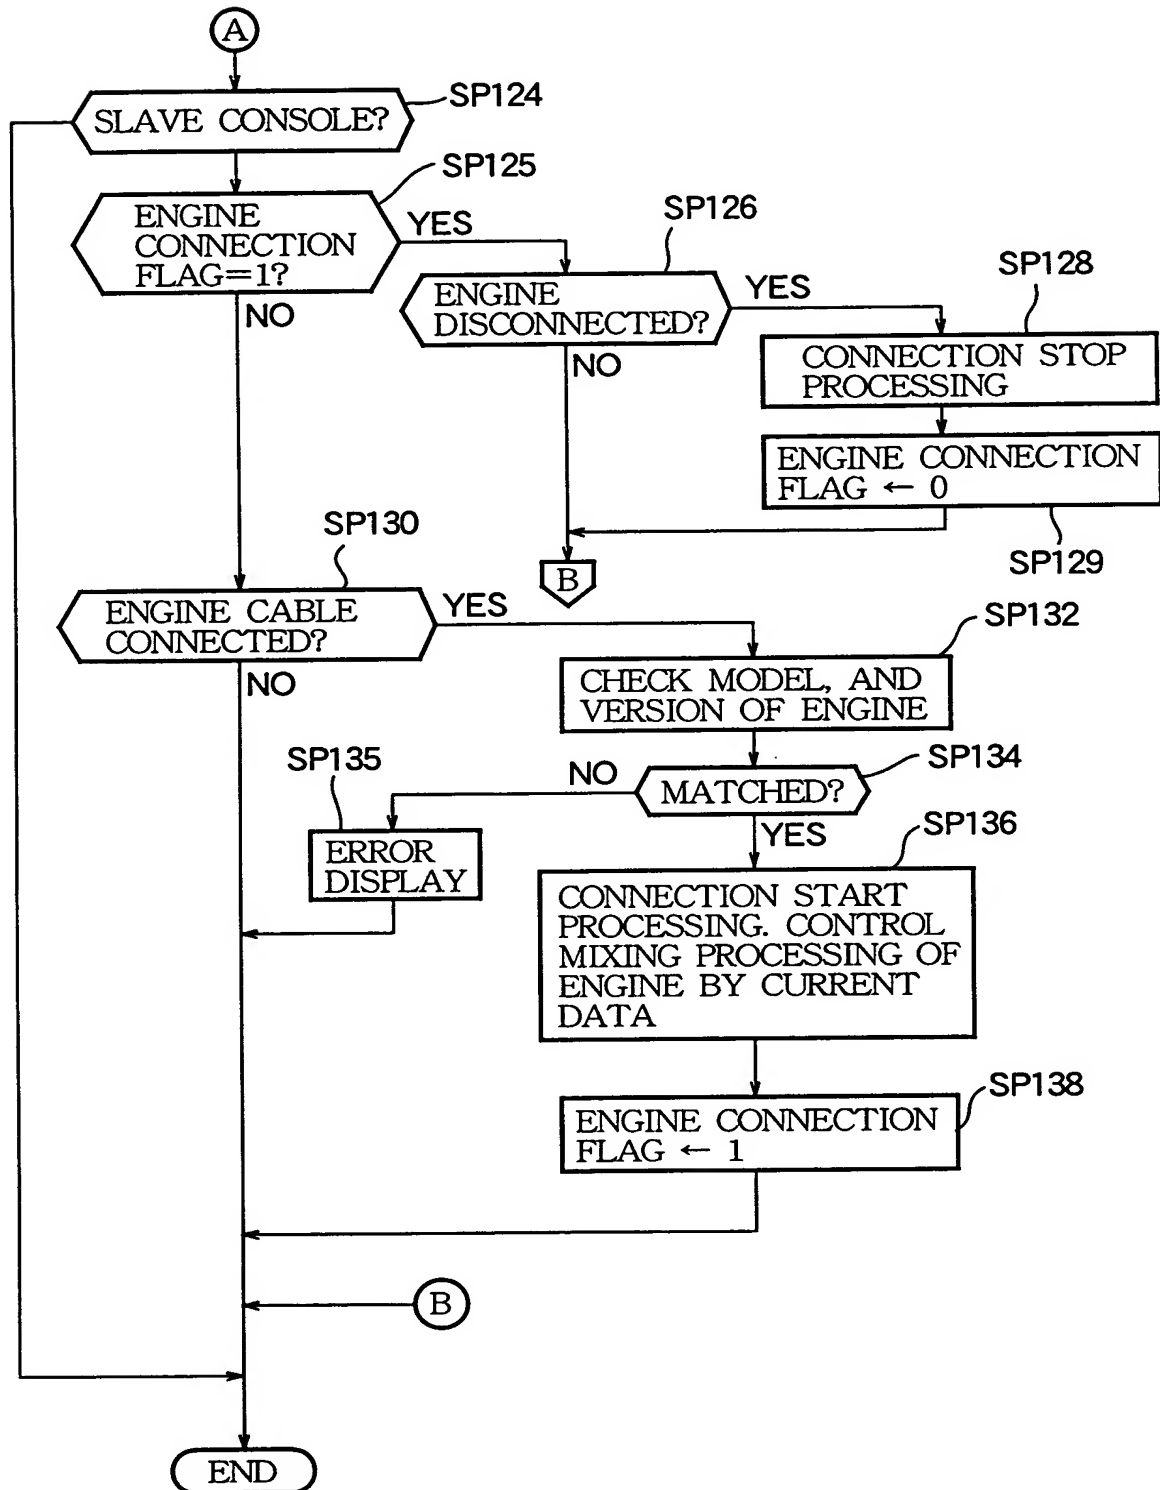 A
SLAVE CONSOLE?
SP124
SP125
ENGINE
CONNECTION
FLAG=1?
YES
NO
SP126
ENGINE
DISCONNECTED?
YES
NO
SP128
CONNECTION STOP
PROCESSING
ENGINE CONNECTION
FLAG ← 0
SP129
B
SP130
ENGINE CABLE
CONNECTED?
YES
NO
SP132
CHECK MODEL, AND
VERSION OF ENGINE
SP134
MATCHED?
NO
YES
SP135
ERROR
DISPLAY
SP136
CONNECTION START
PROCESSING. CONTROL
MIXING PROCESSING OF
ENGINE BY CURRENT
DATA
SP138
ENGINE CONNECTION
FLAG ← 1
B
END